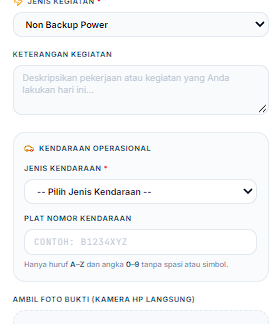 JENIS KEGIATAN *
Non Backup Power
KETERANGAN KEGIATAN
Deskripsikan pekerjaan atau kegiatan yang Anda
lakukan hari ini...
KENDARAAN OPERASIONAL
JENIS KENDARAAN *
-- Pilih Jenis Kendaraan --
PLAT NOMOR KENDARAAN
CONTOH: B1234XYZ
Hanya huruf A–Z dan angka 0–9 tanpa spasi atau simbol.
AMBIL FOTO BUKTI (KAMERA HP LANGSUNG)